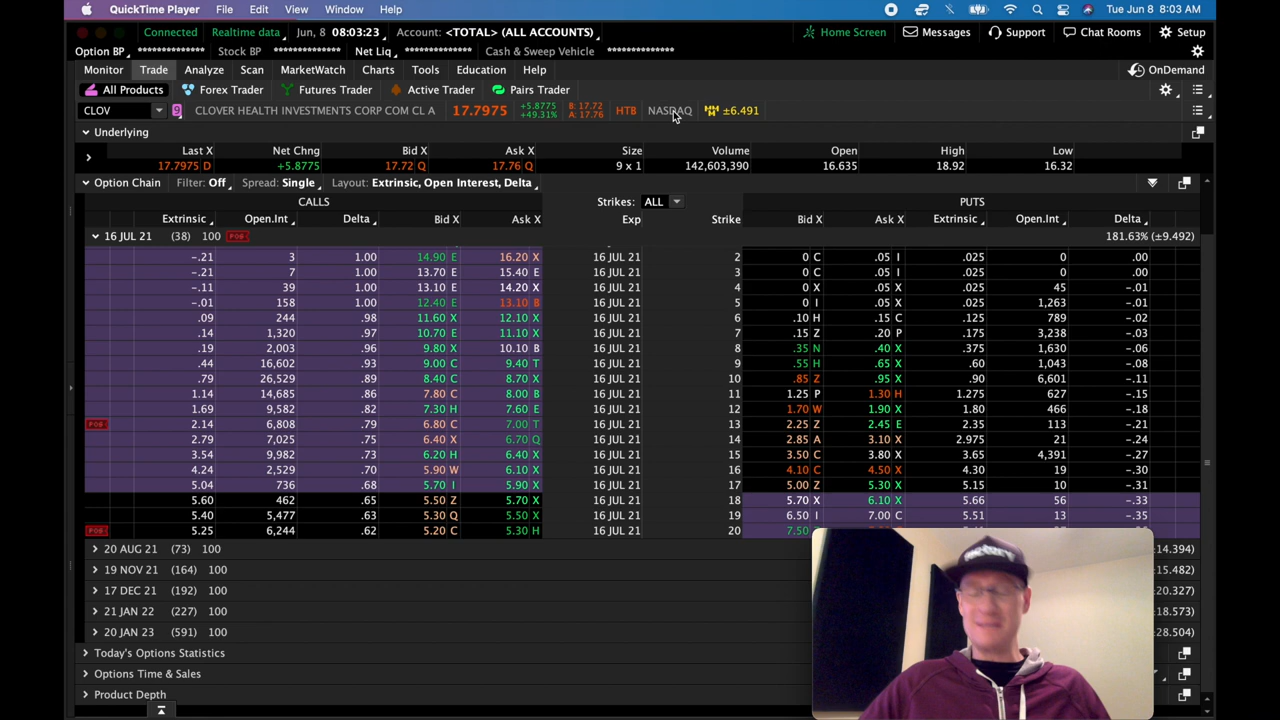 QuickTime Player File Edit View Window Help Tue Jun 8 8:03 AM
Connected Realtime data Jun, 8 08:03:23 Account: <TOTAL> (ALL ACCOUNTS) Home Screen Messages Support Chat Rooms Setup
Option BP ************** Stock BP ************** Net Liq ************** Cash & Sweep Vehicle **************
Monitor Trade Analyze Scan MarketWatch Charts Tools Education Help OnDemand
All Products Forex Trader Futures Trader Active Trader Pairs Trader
CLOV 9 CLOVER HEALTH INVESTMENTS CORP COM CL A 17.7975 +5.8775 +49.31% B: 17.72 A: 17.76 HTB NASDAQ ±6.491
Underlying
Last X Net Chng Bid X Ask X Size Volume Open High Low
17.7975 D +5.8775 17.72 Q 17.76 Q 9 x 1 142,603,390 16.635 18.92 16.32
Option Chain Filter: Off Spread: Single Layout: Extrinsic, Open Interest, Delta
CALLS Strikes: ALL PUTS
Extrinsic Open.Int Delta Bid X Ask X Exp Strike Bid X Ask X Extrinsic Open.Int Delta
16 JUL 21 (38) 100 POS 181.63% (±9.492)
-.21 3 1.00 14.90 E 16.20 X 16 JUL 21 2 0 C .05 I .025 0 .00
-.21 7 1.00 13.70 E 15.40 E 16 JUL 21 3 0 C .05 I .025 0 .00
-.11 39 1.00 13.10 E 14.20 X 16 JUL 21 4 0 X .05 X .025 45 -.01
-.01 158 1.00 12.40 E 13.10 B 16 JUL 21 5 0 I .05 X .025 1,263 -.01
.09 244 .98 11.60 X 12.10 X 16 JUL 21 6 .10 H .15 C .125 789 -.02
.14 1,320 .97 10.70 E 11.10 X 16 JUL 21 7 .15 Z .20 P .175 3,238 -.03
.19 2,003 .96 9.80 X 10.10 B 16 JUL 21 8 .35 N .40 X .375 1,630 -.06
.44 16,602 .93 9.00 C 9.40 T 16 JUL 21 9 .55 H .65 X .60 1,043 -.08
.79 26,529 .89 8.40 C 8.70 X 16 JUL 21 10 .85 Z .95 X .90 6,601 -.11
1.14 14,685 .86 7.80 C 8.00 B 16 JUL 21 11 1.25 P 1.30 H 1.275 627 -.15
1.69 9,582 .82 7.30 H 7.60 E 16 JUL 21 12 1.70 W 1.90 X 1.80 466 -.18
POS 2.14 6,808 .79 6.80 C 7.00 T 16 JUL 21 13 2.25 Z 2.45 E 2.35 113 -.21
2.79 7,025 .75 6.40 X 6.70 Q 16 JUL 21 14 2.85 A 3.10 X 2.975 21 -.24
3.54 9,982 .73 6.20 H 6.40 X 16 JUL 21 15 3.50 C 3.80 X 3.65 4,391 -.27
4.24 2,529 .70 5.90 W 6.10 X 16 JUL 21 16 4.10 C 4.50 X 4.30 19 -.30
5.04 736 .68 5.70 I 5.90 X 16 JUL 21 17 5.00 Z 5.30 X 5.15 10 -.31
5.60 462 .65 5.50 Z 5.70 X 16 JUL 21 18 5.70 X 6.10 X 5.66 56 -.33
5.40 5,477 .63 5.30 Q 5.50 X 16 JUL 21 19 6.50 I 7.00 C 5.51 13 -.35
POS 5.25 6,244 .62 5.20 C 5.30 H 16 JUL 21 20 7.50
20 AUG 21 (73) 100 14.394)
19 NOV 21 (164) 100 15.482)
17 DEC 21 (192) 100 20.327)
21 JAN 22 (227) 100 18.573)
20 JAN 23 (591) 100 28.504)
Today's Options Statistics
Options Time & Sales
Product Depth